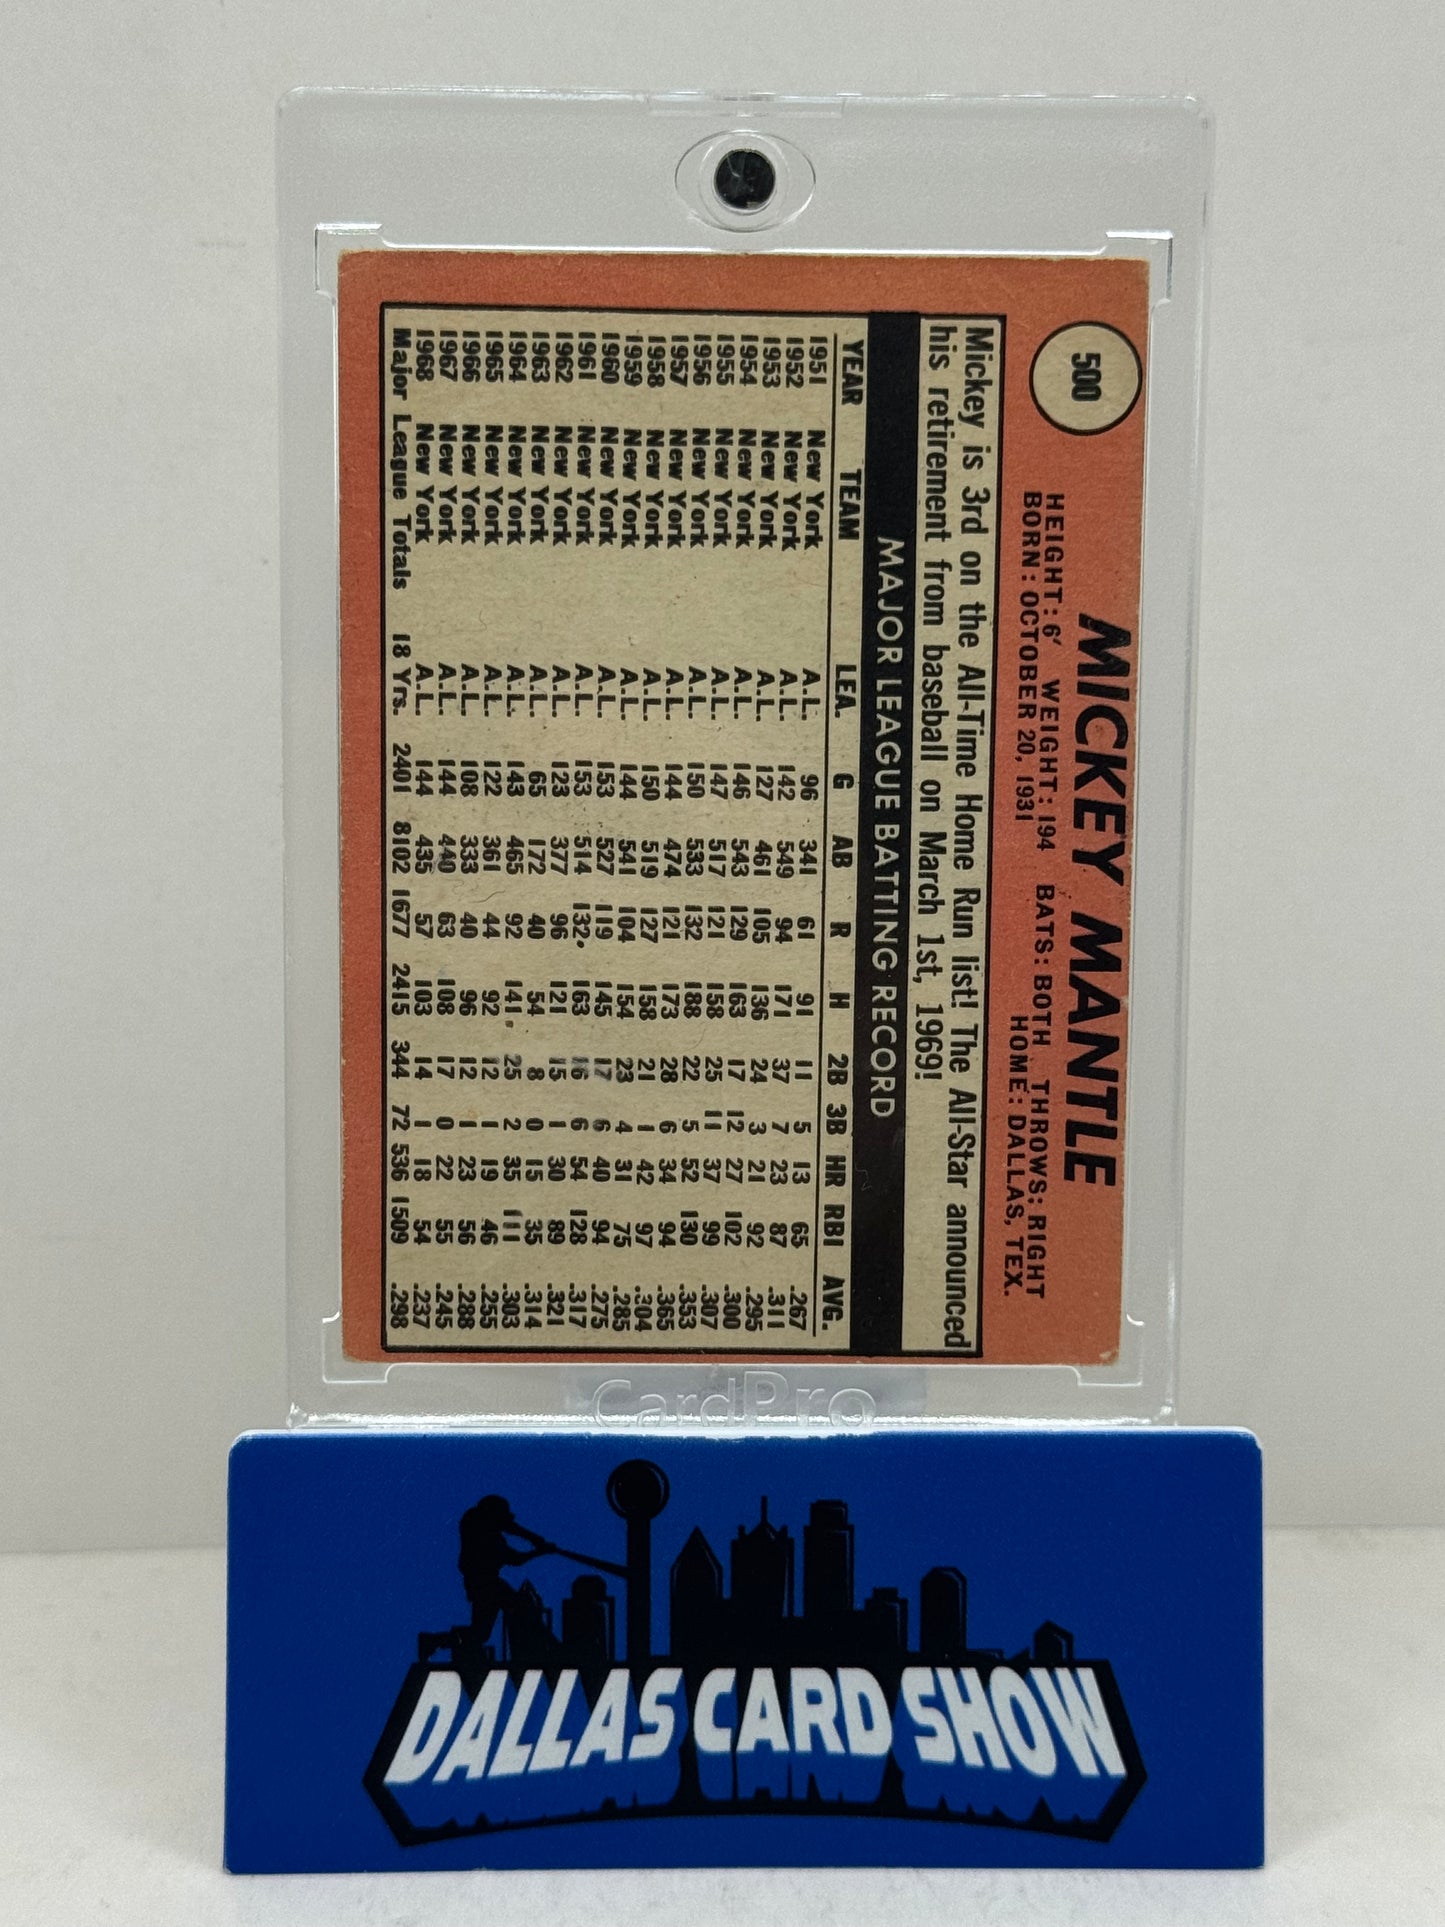 500
MICKEY MANTLE
HEIGHT: 6' WEIGHT: 194 BATS: BOTH THROWS: RIGHT
BORN: OCTOBER 20, 1931 HOME: DALLAS, TEX.
Mickey is 3rd on the All-Time Home Run list! The All-Star announced
his retirement from baseball on March 1st, 1969!
MAJOR LEAGUE BATTING RECORD
YEAR TEAM LEA. G AB R H 2B 3B HR RBI AVG.
1951 New York A.L. 96 341 61 91 11 5 13 65 .267
1952 New York A.L. 142 549 94 171 37 7 23 87 .311
1953 New York A.L. 127 461 105 136 24 3 21 92 .295
1954 New York A.L. 146 543 129 163 17 12 27 102 .300
1955 New York A.L. 147 517 121 158 25 11 37 99 .307
1956 New York A.L. 150 533 132 188 22 5 52 130 .353
1957 New York A.L. 144 474 121 173 28 6 34 94 .365
1958 New York A.L. 150 519 127 158 21 1 42 97 .304
1959 New York A.L. 144 541 104 154 23 4 31 75 .285
1960 New York A.L. 153 527 119 145 17 6 40 94 .275
1961 New York A.L. 153 514 132 163 16 6 54 128 .317
1962 New York A.L. 123 377 96 121 15 1 30 89 .321
1963 New York A.L. 65 172 40 54 8 0 15 35 .314
1964 New York A.L. 143 465 92 141 25 2 35 111 .303
1965 New York A.L. 122 361 44 92 12 1 19 46 .255
1966 New York A.L. 108 333 40 96 12 1 23 56 .288
1967 New York A.L. 144 440 63 108 17 0 22 55 .245
1968 New York A.L. 144 435 57 103 14 1 18 54 .237
Major League Totals 18 Yrs. 2401 8102 1677 2415 344 72 536 1509 .298
CardPro
DALLAS CARD SHOW